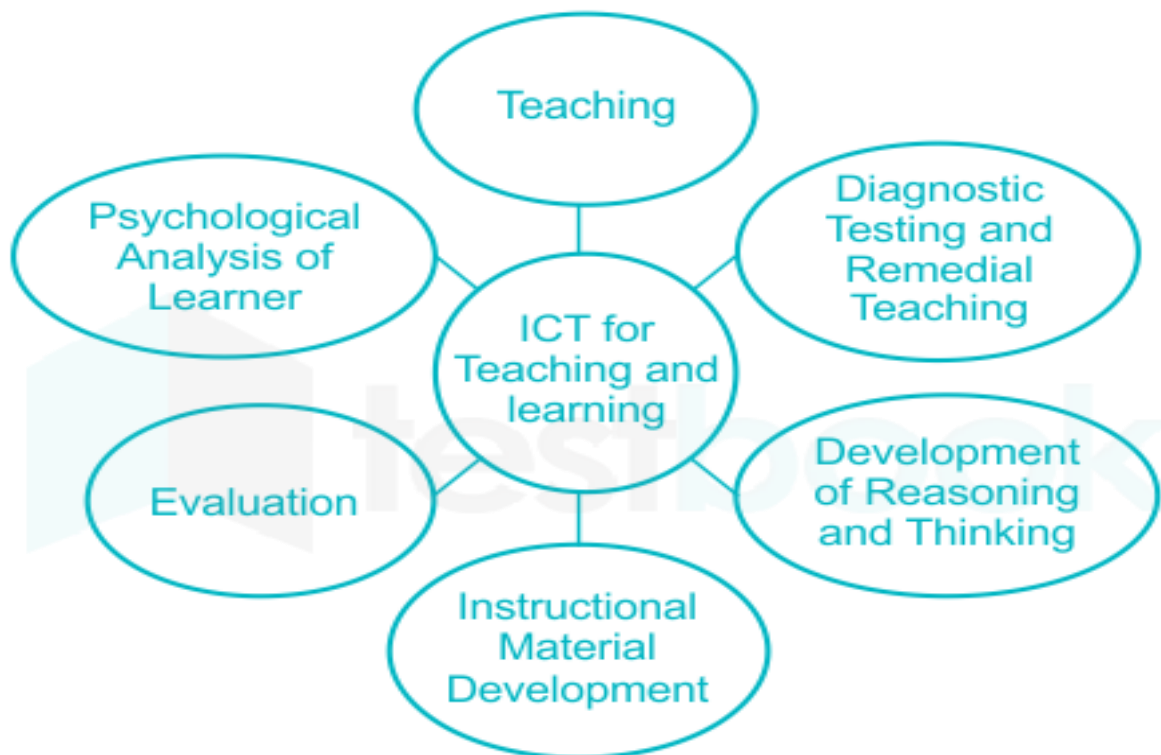 Teaching
Psychological
Analysis of
Learner
Diagnostic
Testing and
Remedial
Teaching
ICT for
Teaching and
learning
Evaluation
Development
of Reasoning
and Thinking
Instructional
Material
Development
testbook